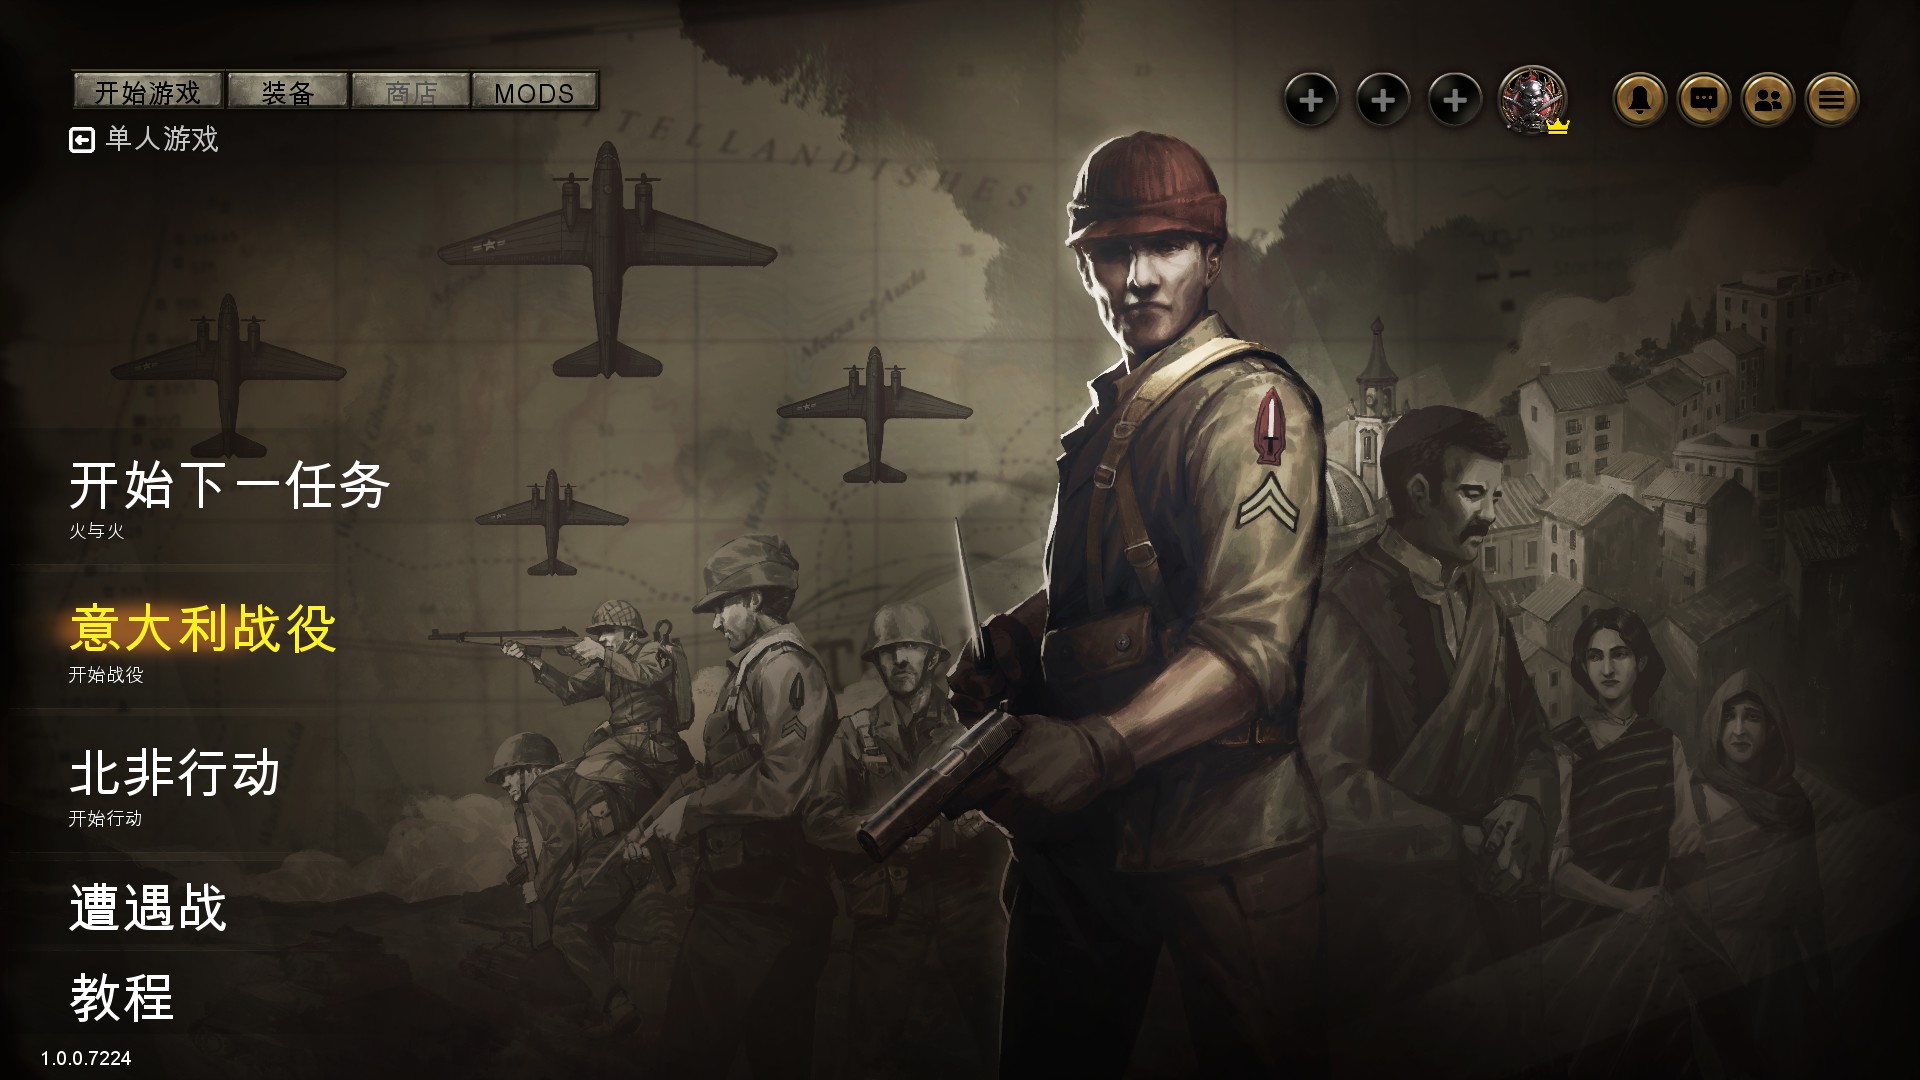 开始游戏 装备 商店 MODS
单人游戏
开始下一任务
火与火
意大利战役
开始战役
北非行动
开始行动
遭遇战
教程
1.0.0.7224